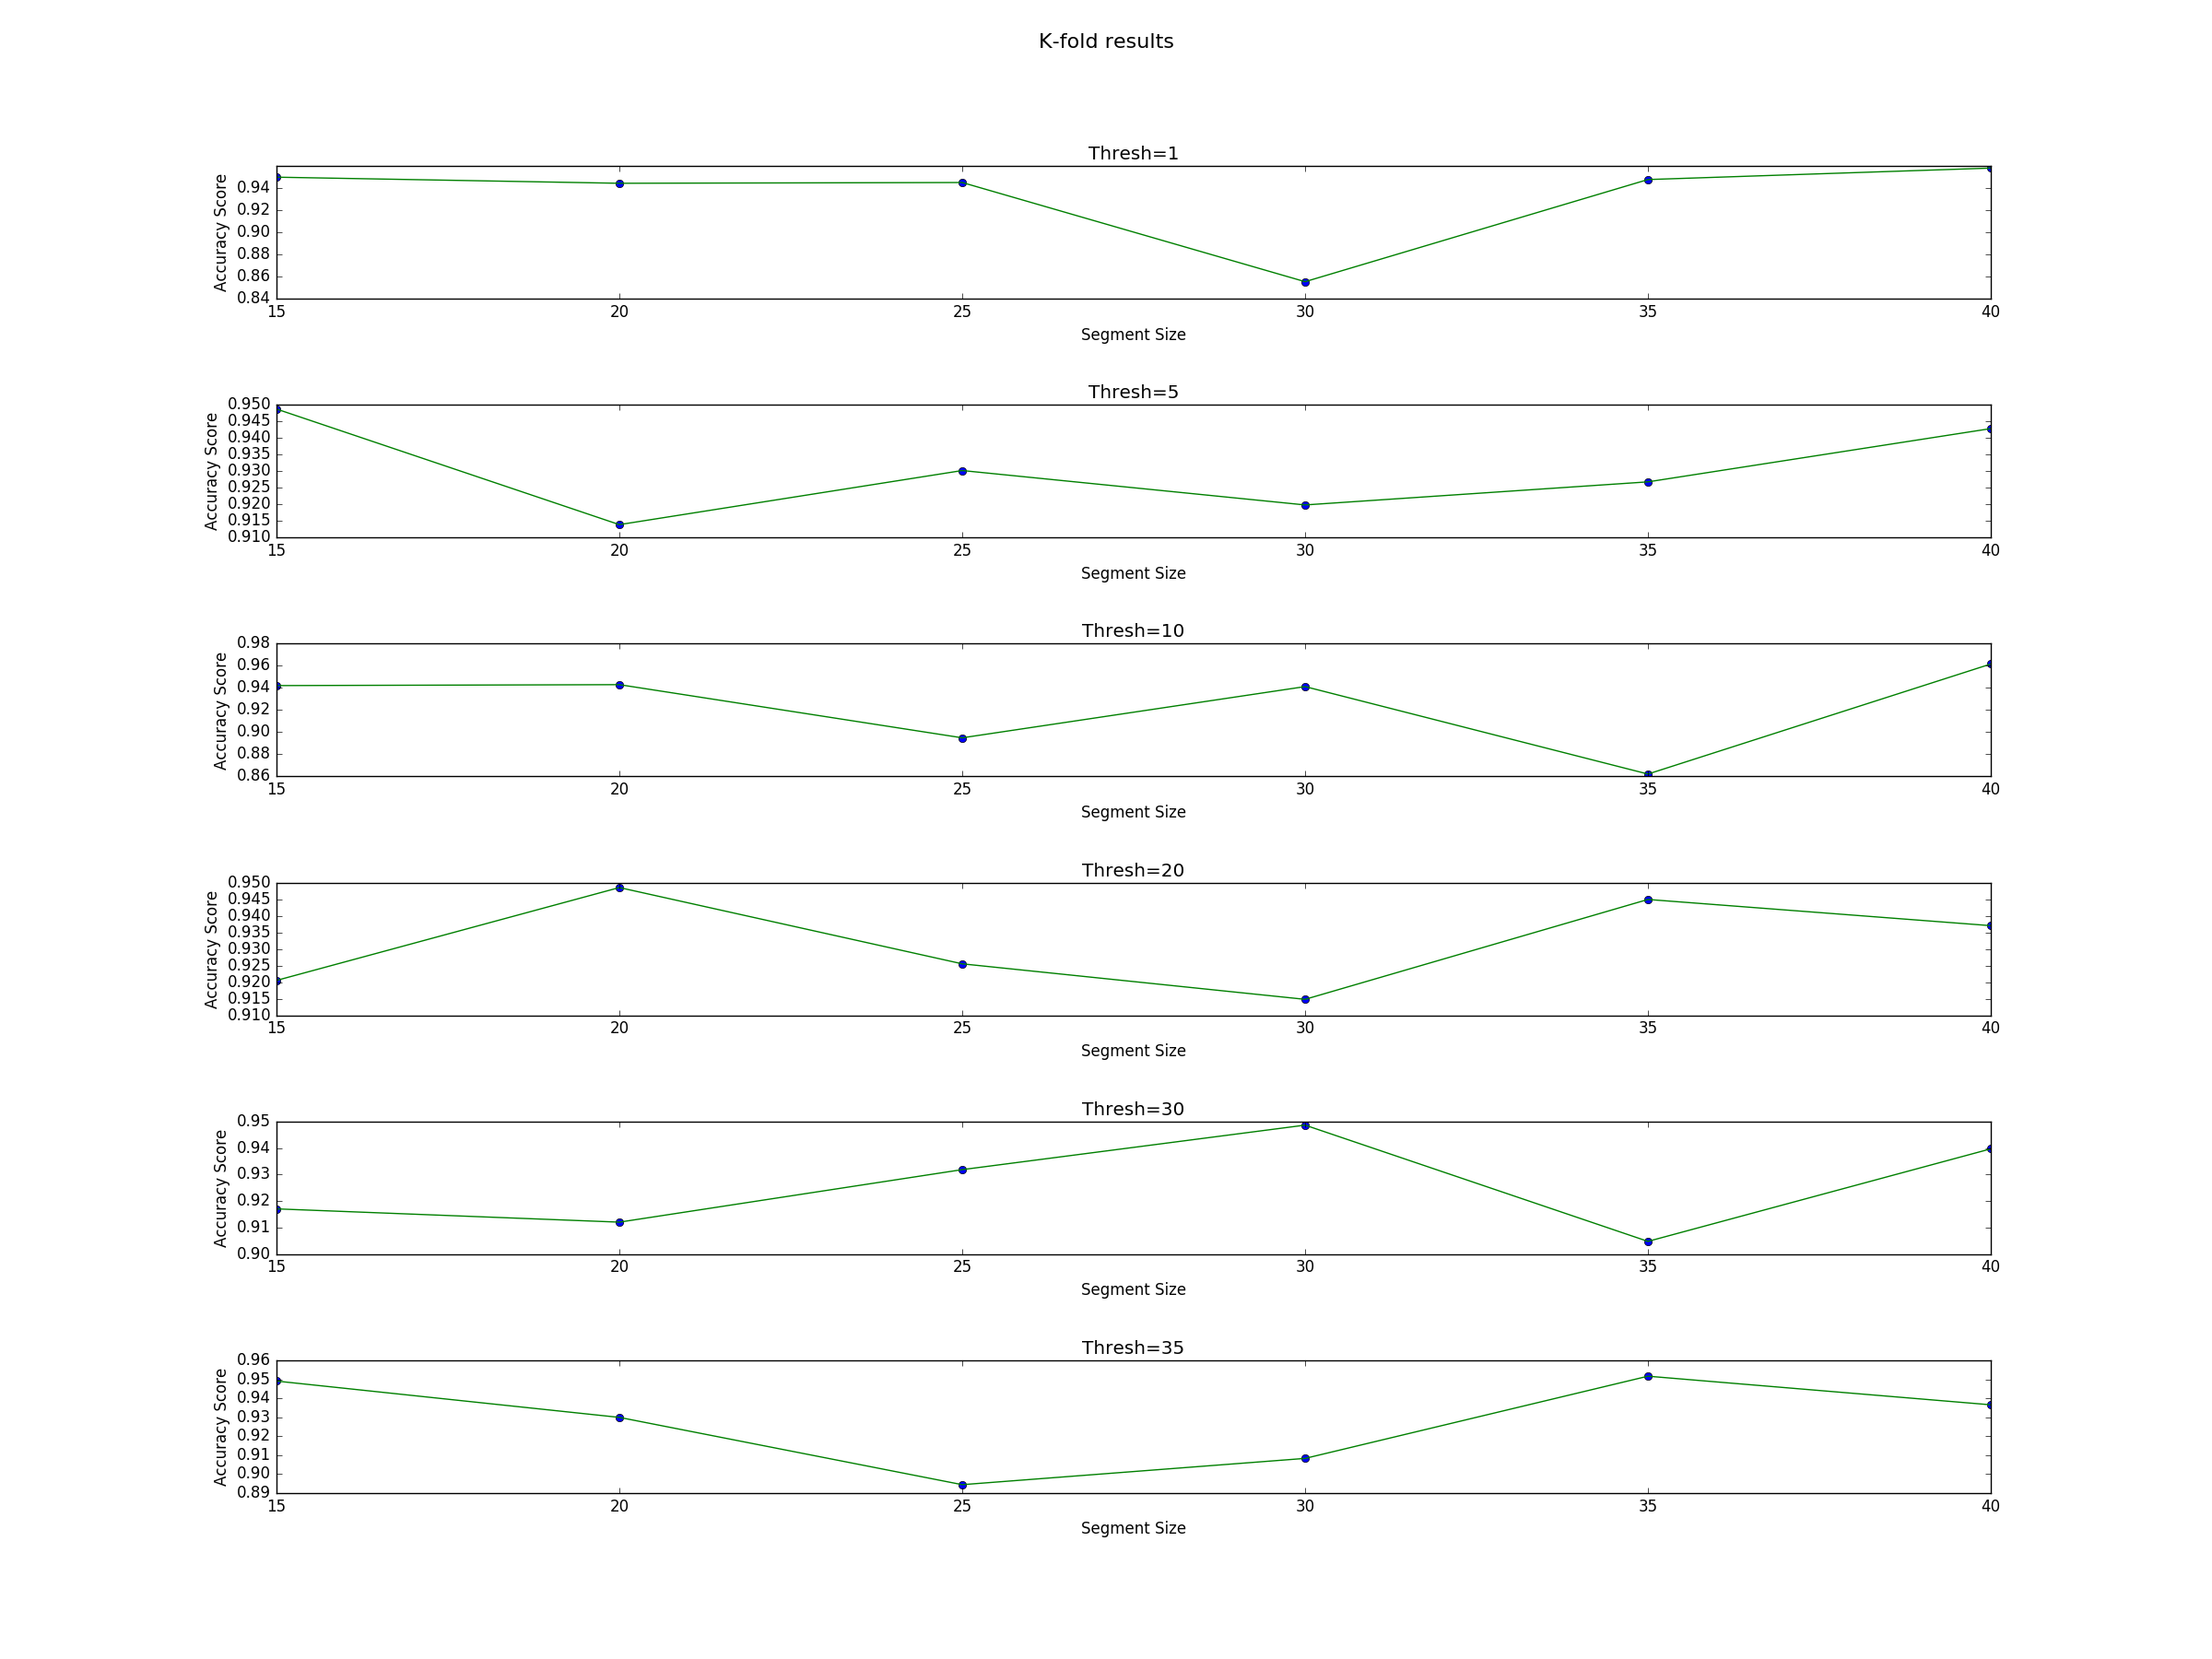 K-fold results
Thresh=1
Accuracy Score
0.94
0.92
0.90
0.88
0.86
0.84
15 20 25 30 35 40
Segment Size
Thresh=5
Accuracy Score
0.950
0.945
0.940
0.935
0.930
0.925
0.920
0.915
0.910
15 20 25 30 35 40
Segment Size
Thresh=10
Accuracy Score
0.98
0.96
0.94
0.92
0.90
0.88
0.86
15 20 25 30 35 40
Segment Size
Thresh=20
Accuracy Score
0.950
0.945
0.940
0.935
0.930
0.925
0.920
0.915
0.910
15 20 25 30 35 40
Segment Size
Thresh=30
Accuracy Score
0.95
0.94
0.93
0.92
0.91
0.90
15 20 25 30 35 40
Segment Size
Thresh=35
Accuracy Score
0.96
0.95
0.94
0.93
0.92
0.91
0.90
0.89
15 20 25 30 35 40
Segment Size